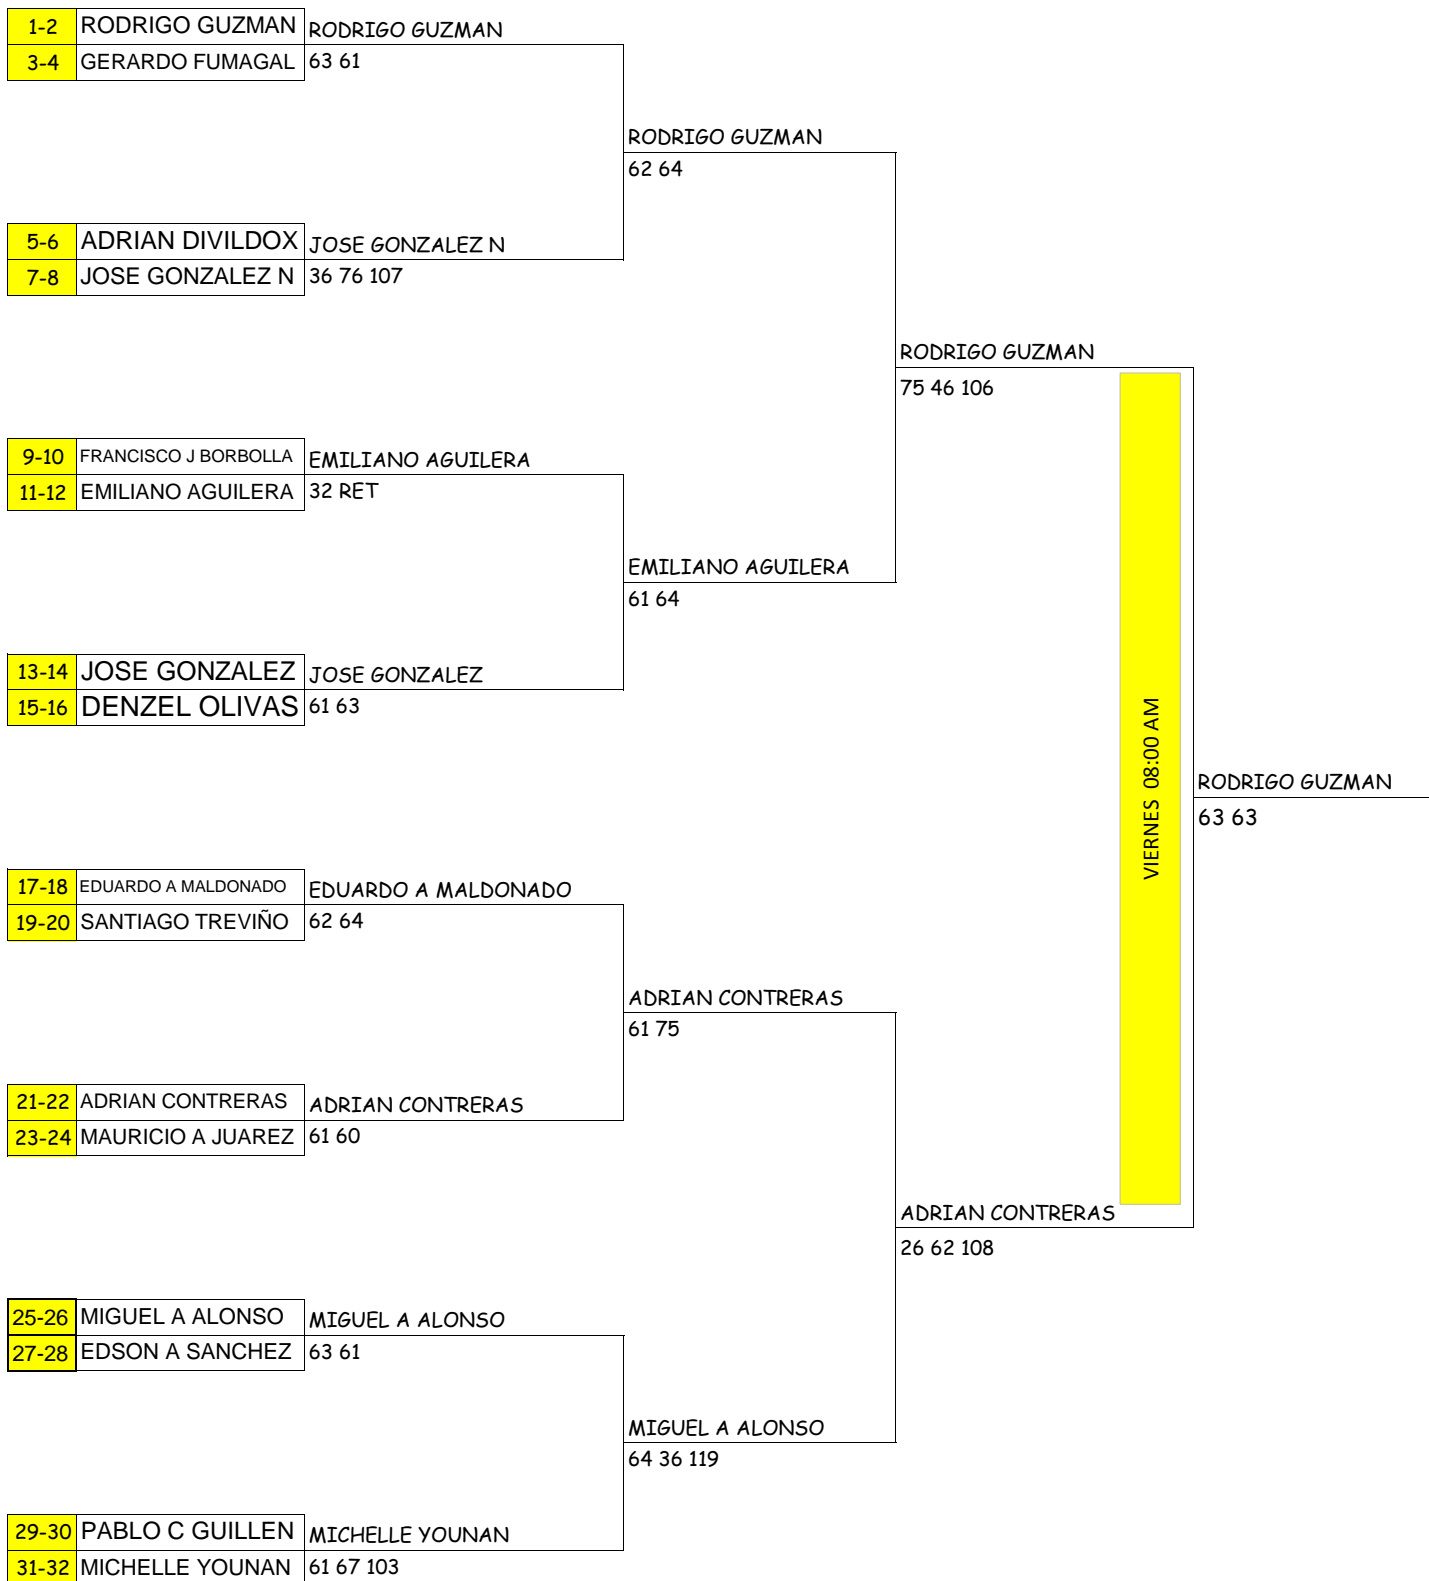 1-2 RODRIGO GUZMAN RODRIGO GUZMAN
3-4 GERARDO FUMAGAL 63 61
RODRIGO GUZMAN
62 64
5-6 ADRIAN DIVILDOX JOSE GONZALEZ N
7-8 JOSE GONZALEZ N 36 76 107
RODRIGO GUZMAN
75 46 106
9-10 FRANCISCO J BORBOLLA EMILIANO AGUILERA
11-12 EMILIANO AGUILERA 32 RET
EMILIANO AGUILERA
61 64
13-14 JOSE GONZALEZ JOSE GONZALEZ
15-16 DENZEL OLIVAS 61 63
VIERNES 08:00 AM
RODRIGO GUZMAN
63 63
17-18 EDUARDO A MALDONADO EDUARDO A MALDONADO
19-20 SANTIAGO TREVIÑO 62 64
ADRIAN CONTRERAS
61 75
21-22 ADRIAN CONTRERAS ADRIAN CONTRERAS
23-24 MAURICIO A JUAREZ 61 60
ADRIAN CONTRERAS
26 62 108
25-26 MIGUEL A ALONSO MIGUEL A ALONSO
27-28 EDSON A SANCHEZ 63 61
MIGUEL A ALONSO
64 36 119
29-30 PABLO C GUILLEN MICHELLE YOUNAN
31-32 MICHELLE YOUNAN 61 67 103